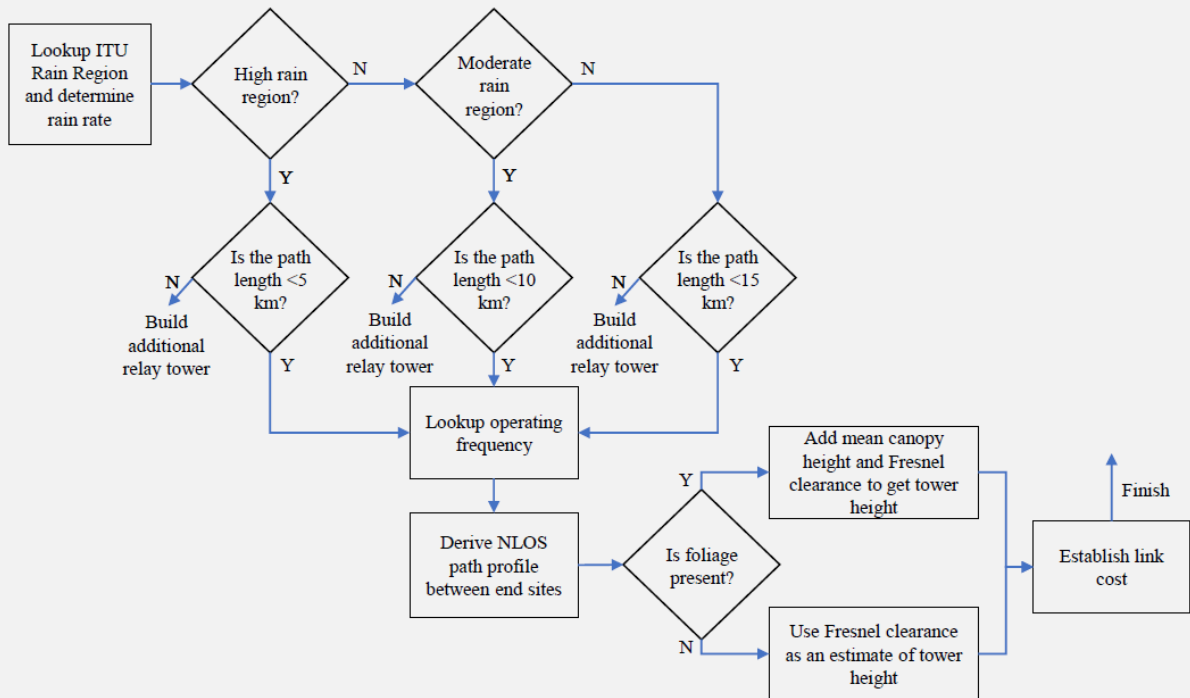 Lookup ITU
Rain Region
and determine
rain rate
High rain
region?
N
Moderate
rain
region?
N
Y
Y
Is the path
length <5
km?
N
Build
additional
relay tower
Y
Is the path
length <10
km?
N
Build
additional
relay tower
Y
Is the path
length <15
km?
N
Build
additional
relay tower
Y
Lookup operating
frequency
Derive NLOS
path profile
between end sites
Is foliage
present?
Y
Add mean canopy
height and Fresnel
clearance to get tower
height
N
Use Fresnel clearance
as an estimate of tower
height
Establish link
cost
Finish